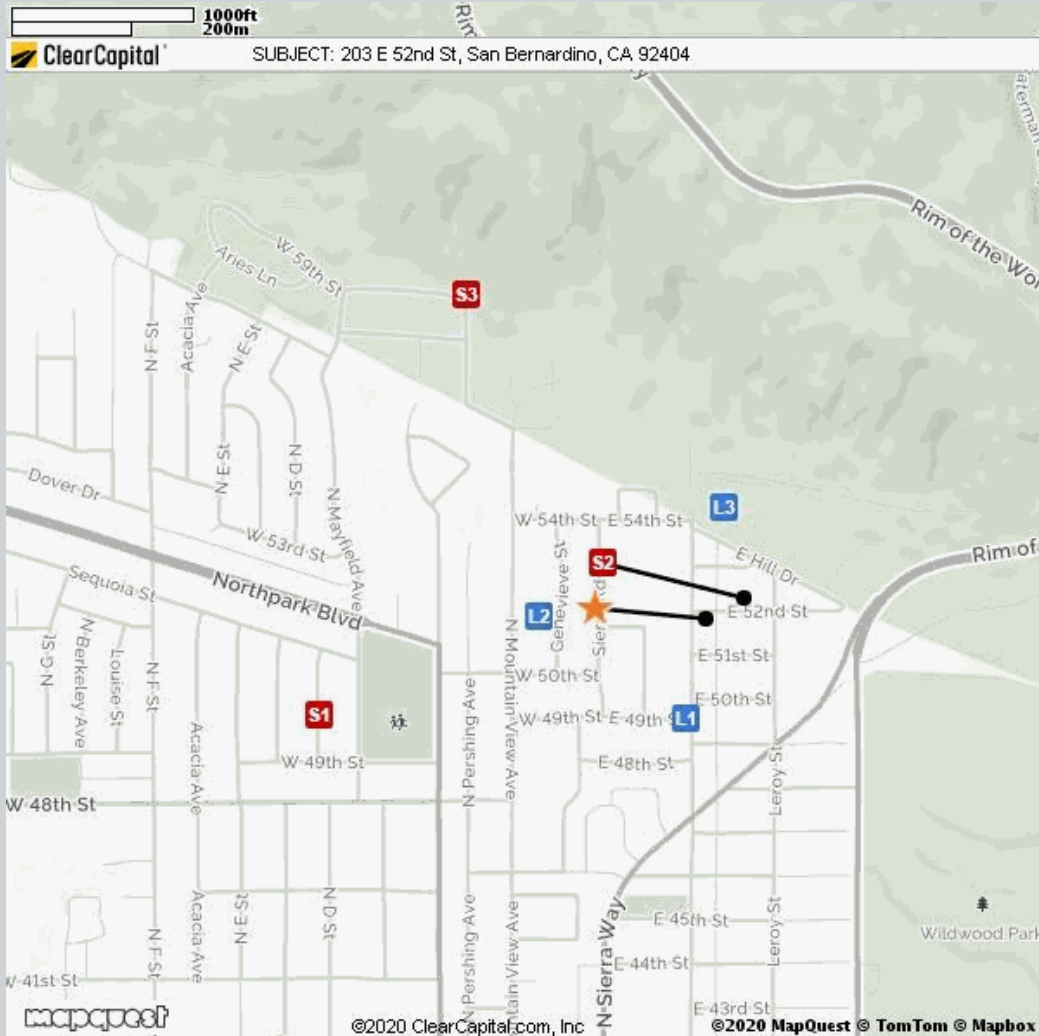 1000ft
200m
ClearCapital
SUBJECT: 203 E 52nd St, San Bernardino, CA 92404
Rim of the Wor
W 59th St
Aries Ln
S3
N F St
Acacia Ave
N E St
N E St
N D St
N Mayfield Ave
Dover Dr
W 53rd St
Northpark Blvd
Sequoia St
W 54th St
E 54th St
L3
S2
E Hill Dr
Rim of
Genevieve St
L2
E 52nd St
E 51st St
W 50th St
E 50th St
N G St
N Berkeley Ave
Louise St
N F St
S1
N Mountain View Ave
W 49th St
E 49th S
L1
W 49th St
E 48th St
Acacia Ave
N Pershing Ave
Leroy St
W 48th St
Acacia Ave
N E St
N D St
N F St
N Pershing Ave
ntain View Ave
N Sierra Way
E 45th St
Leroy St
Wildwood Park
E 44th St
W 41st St
E 43rd St
mapquest
©2020 ClearCapital.com, Inc
©2020 MapQuest © TomTom © Mapbox